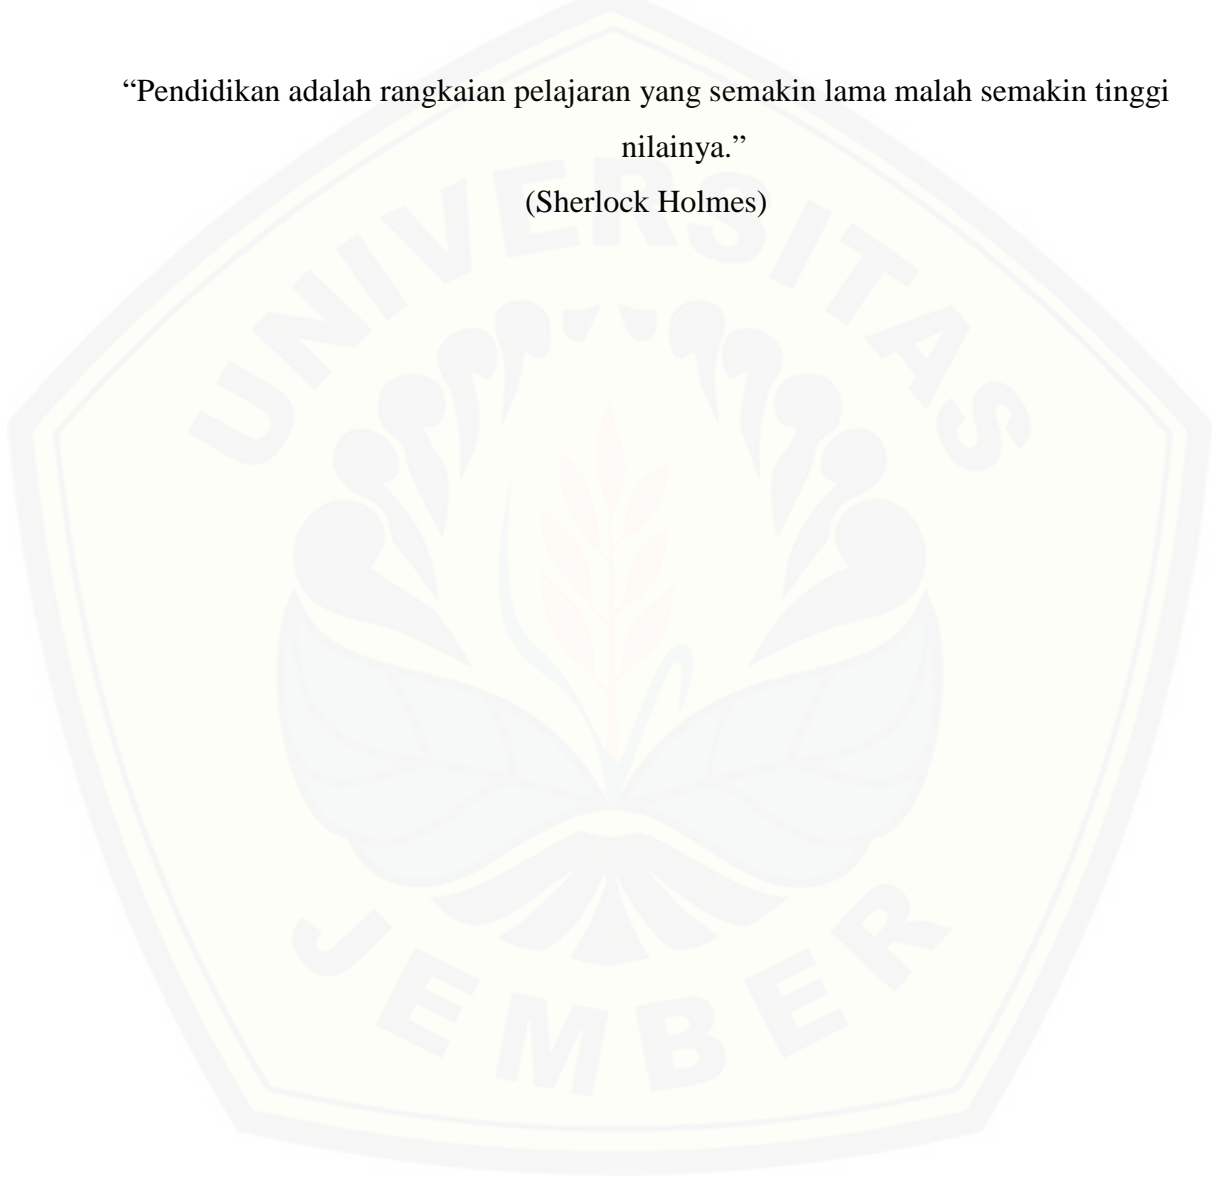 “Pendidikan adalah rangkaian pelajaran yang semakin lama malah semakin tinggi
nilainya.”
(Sherlock Holmes)
UNIVERSITAS
JEMBER